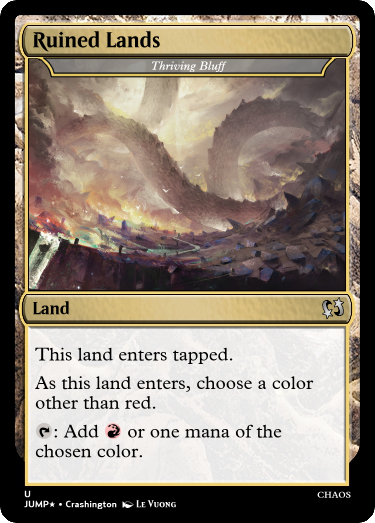 Ruined Lands
Thriving Bluff
Land
This land enters tapped.
As this land enters, choose a color
other than red.
: Add or one mana of the
chosen color.
U
JUMP★ • Crashington Le Vuong
CHAOS